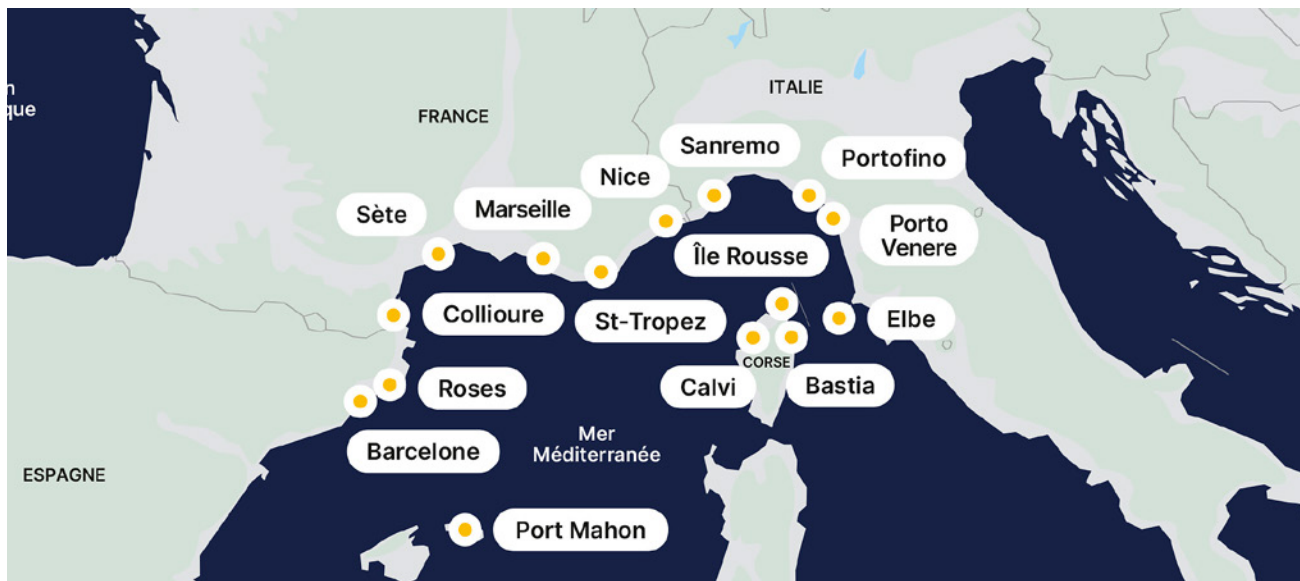 n
que
ITALIE
FRANCE
Sanremo
Portofino
Nice
Sète
Marseille
Porto
Venere
Île Rousse
Collioure
St-Tropez
Elbe
CORSE
Roses
Calvi
Bastia
Barcelone
Mer
Méditerranée
ESPAGNE
Port Mahon